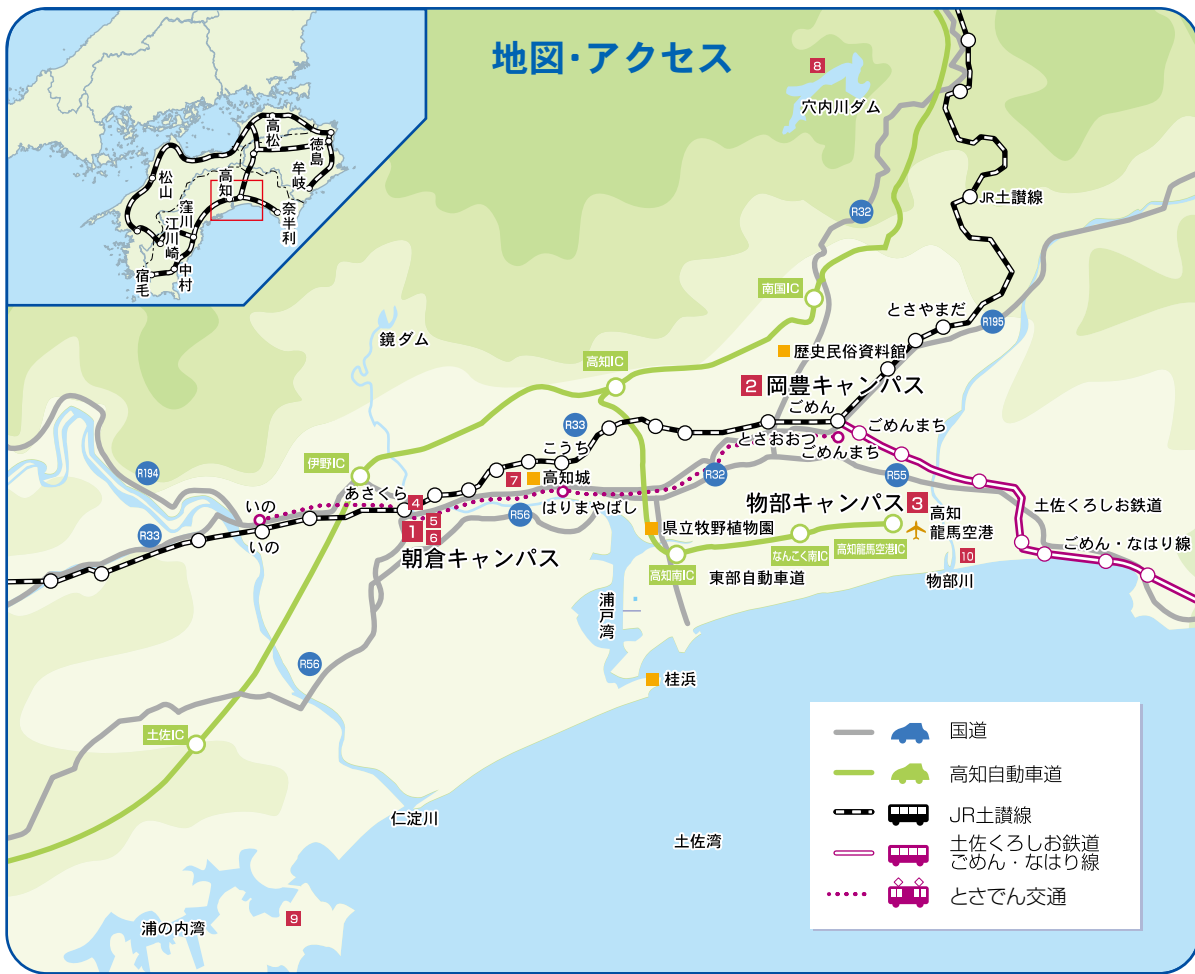 地図・アクセス
高松
徳島
牟岐
高知
松山
窪川
江川崎
奈半利
宿毛
中村
8
穴内川ダム
R32
JR土讃線
南国IC
とさやまだ
R195
鏡ダム
歴史民俗資料館
高知IC
2 岡豊キャンパス
ごめん
ごめんまち
R33
とさおおつ
ごめんまち
こうち
伊野IC
R194
7
高知城
R32
R55
あさくら
4
いの
はりまやばし
物部キャンパス 3
土佐くろしお鉄道
R56
高知
龍馬空港
1
5
6
R33
いの
県立牧野植物園
ごめん・なはり線
朝倉キャンパス
なんこく南IC
高知龍馬空港IC
10
高知南IC
東部自動車道
物部川
浦戸湾
R56
桂浜
土佐IC
国道
高知自動車道
JR土讃線
土佐くろしお鉄道
ごめん・なはり線
とさでん交通
仁淀川
土佐湾
9
浦の内湾